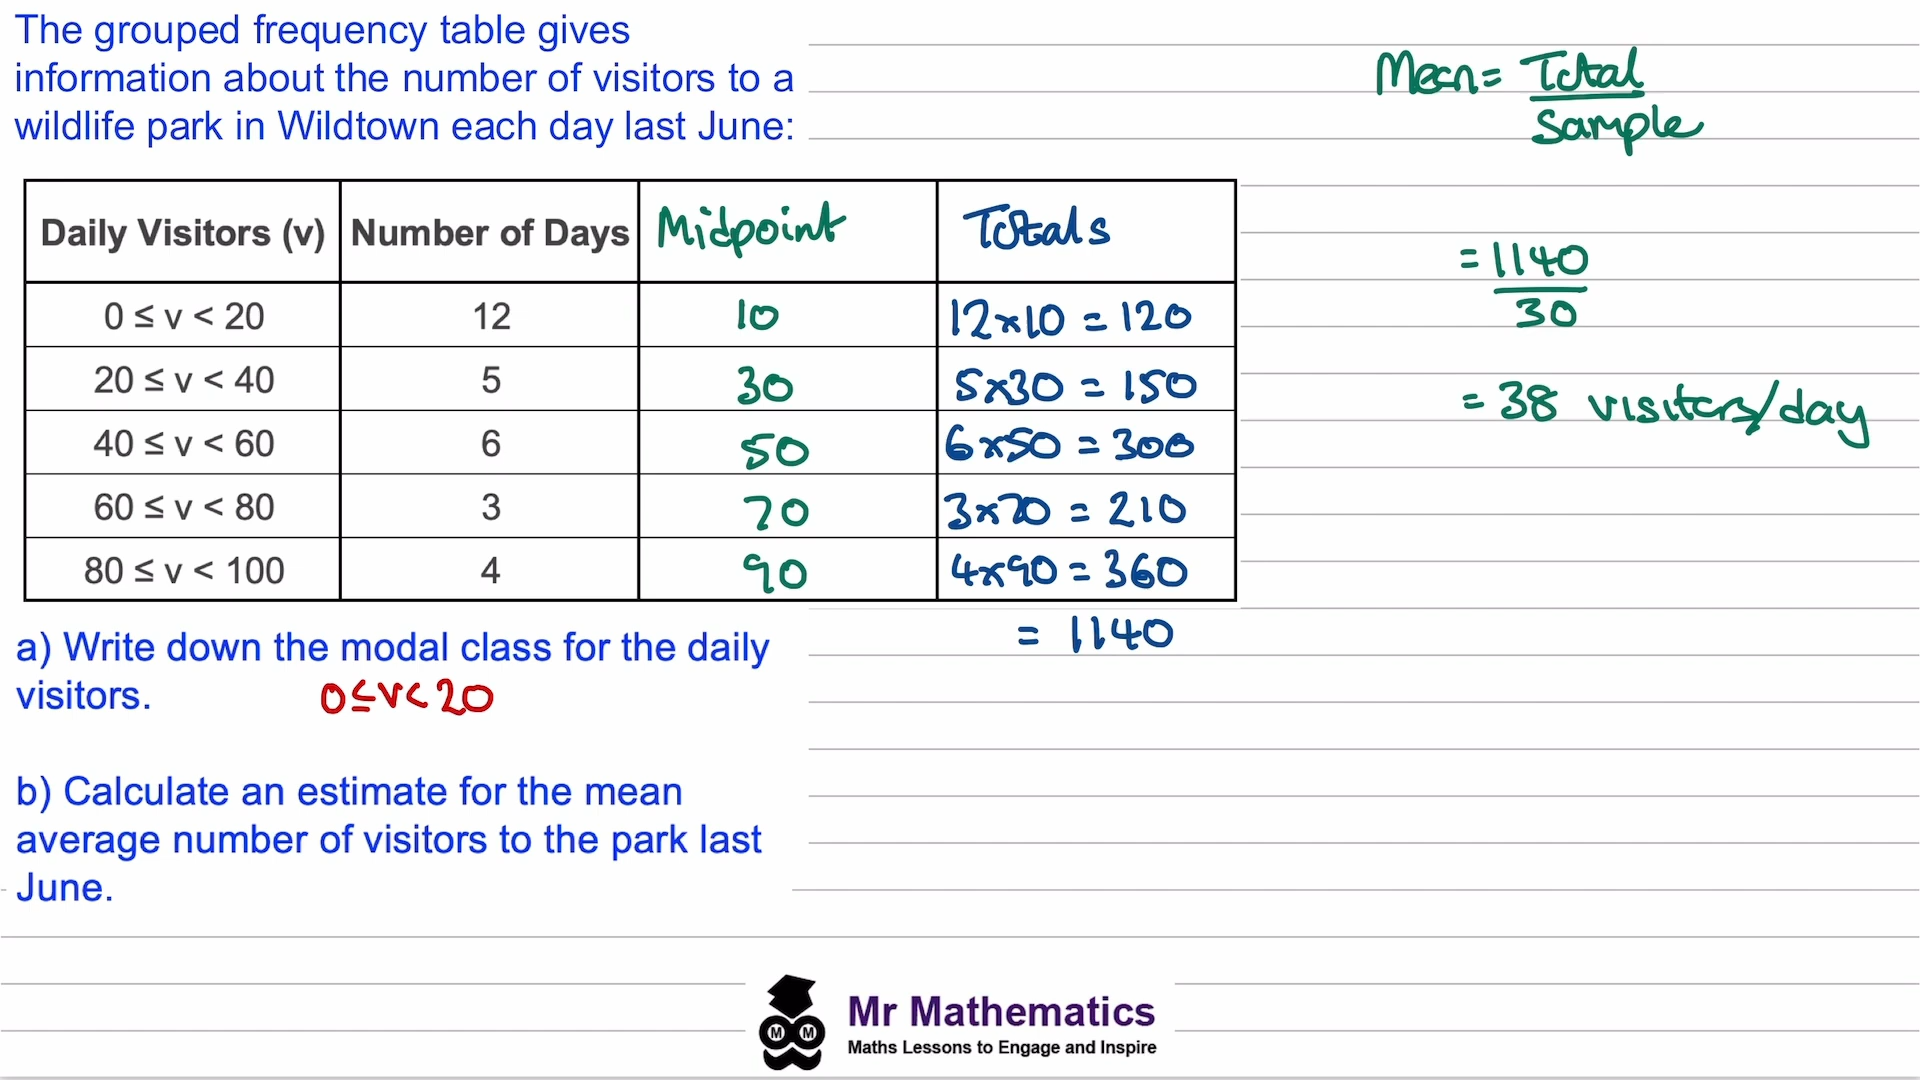 The grouped frequency table gives
information about the number of visitors to a
wildlife park in Wildtown each day last June:
Mean = Total
Sample
Daily Visitors (v) Number of Days Midpoint Totals
0 ≤ v < 20 12 10 12×10 = 120
20 ≤ v < 40 5 30 5×30 = 150
40 ≤ v < 60 6 50 6×50 = 300
60 ≤ v < 80 3 70 3×70 = 210
80 ≤ v < 100 4 90 4×90 = 360
= 1140
= 1140
30
= 38 visitors/day
a) Write down the modal class for the daily
visitors. 0≤v<20
b) Calculate an estimate for the mean
average number of visitors to the park last
June.
M M
Mr Mathematics
Maths Lessons to Engage and Inspire